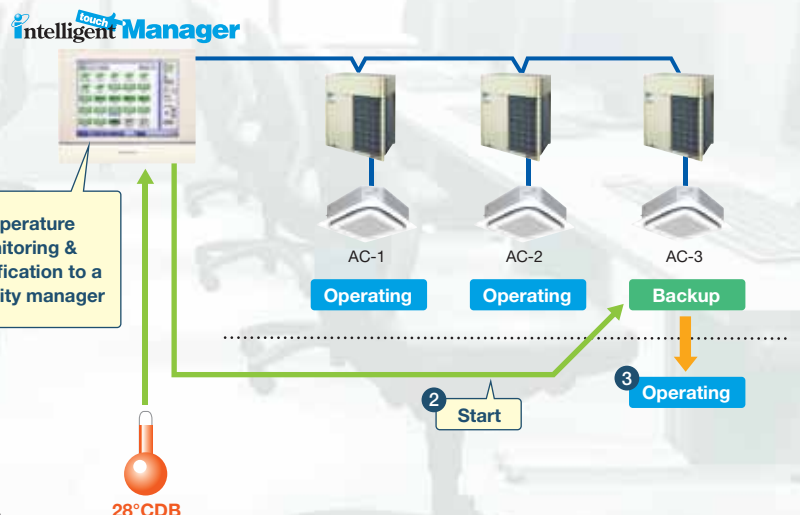 intelligent touch Manager
perature
nitoring &
fication to a
ity manager
AC-1
AC-2
AC-3
Operating
Operating
Backup
3
Operating
2
Start
28°CDB